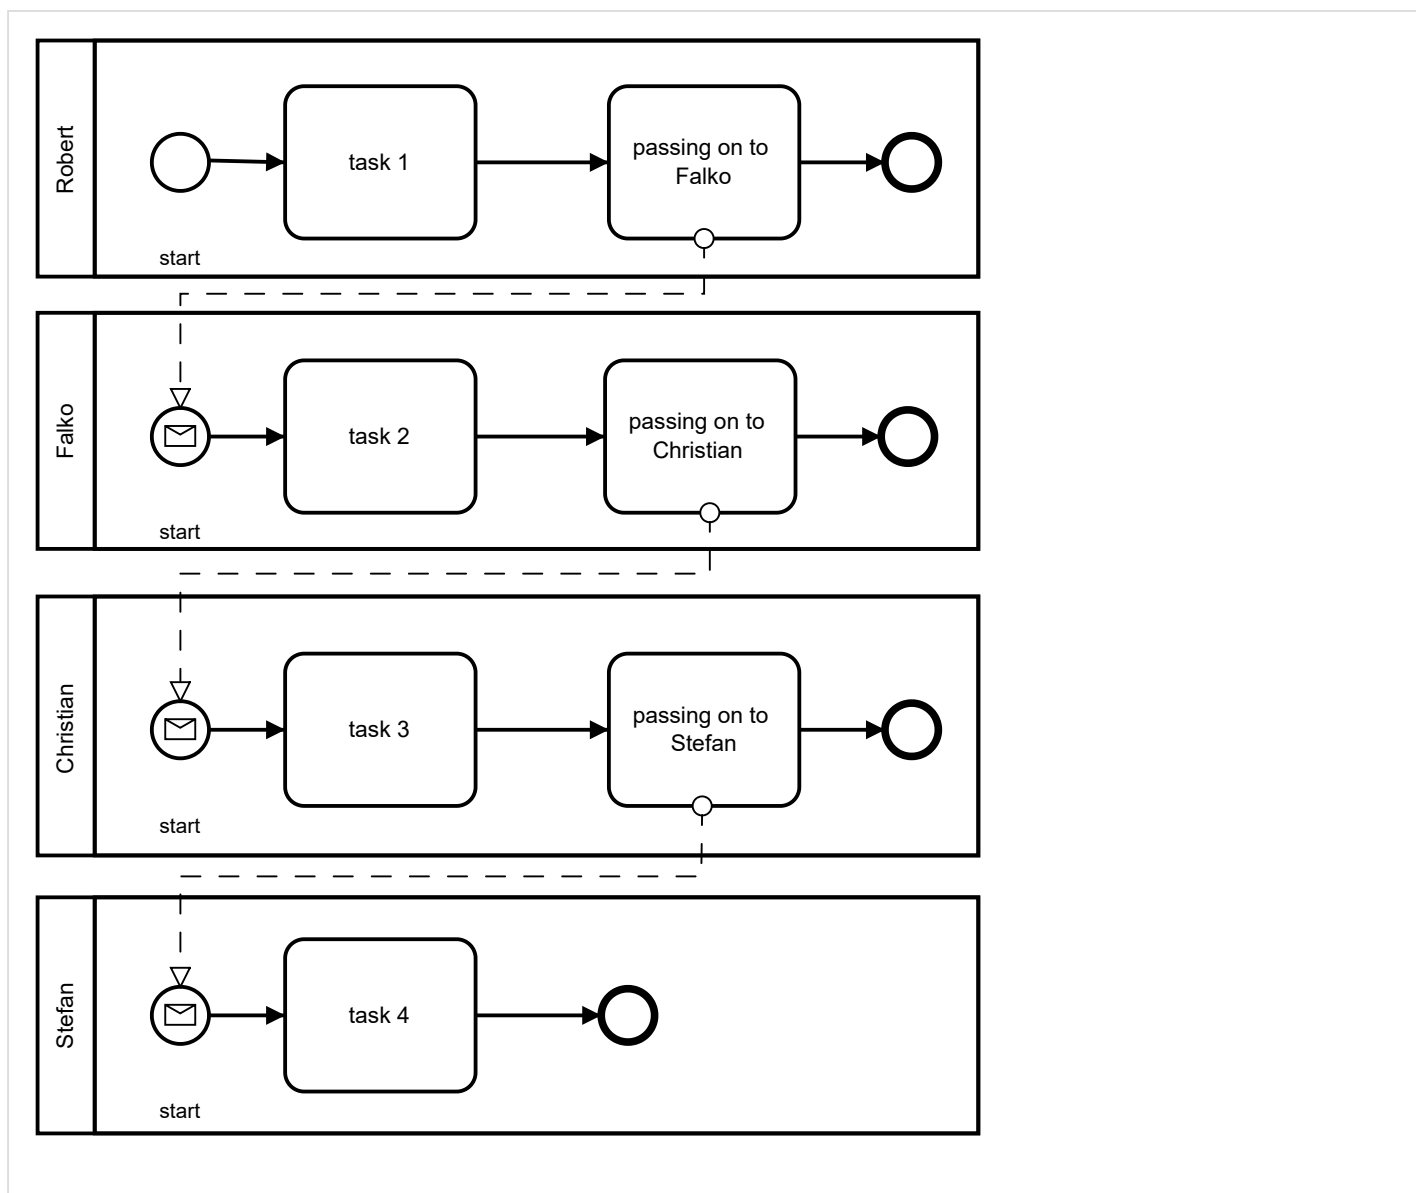 Robert
task 1
passing on to
Falko
start
Falko
task 2
passing on to
Christian
start
Christian
task 3
passing on to
Stefan
start
Stefan
task 4
start